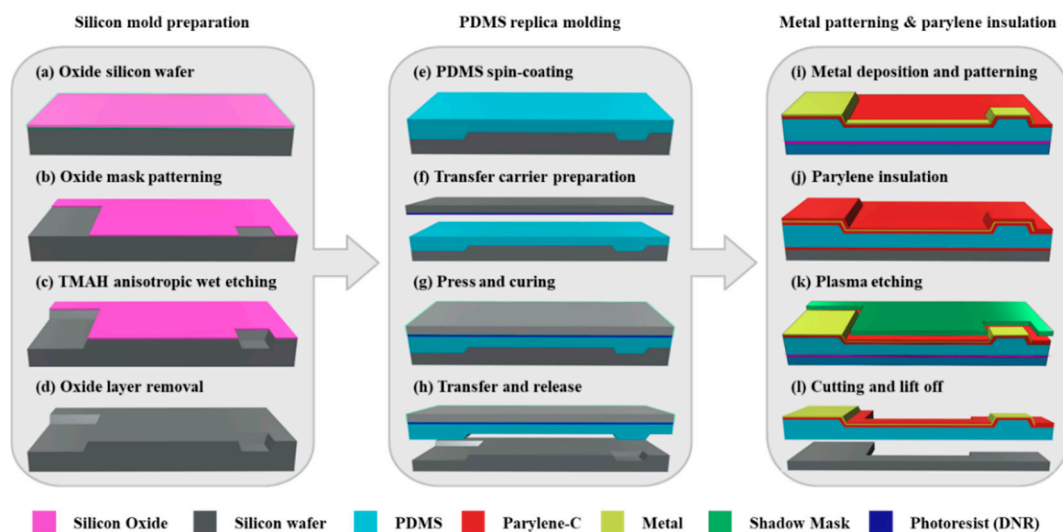 Silicon mold preparation
PDMS replica molding
Metal patterning & parylene insulation
(a) Oxide silicon wafer
(b) Oxide mask patterning
(c) TMAH anisotropic wet etching
(d) Oxide layer removal
(e) PDMS spin-coating
(f) Transfer carrier preparation
(g) Press and curing
(h) Transfer and release
(i) Metal deposition and patterning
(j) Parylene insulation
(k) Plasma etching
(l) Cutting and lift off
Silicon Oxide
Silicon wafer
PDMS
Parylene-C
Metal
Shadow Mask
Photoresist (DNR)